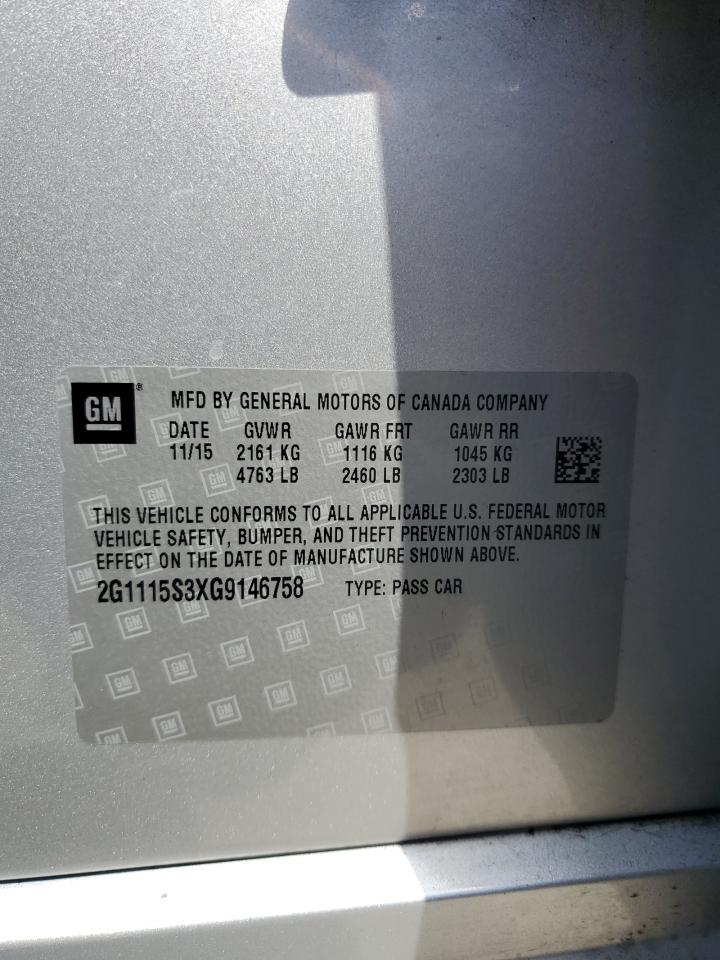 GM ® MFD BY GENERAL MOTORS OF CANADA COMPANY
DATE GVWR GAWR FRT GAWR RR
11/15 2161 KG 1116 KG 1045 KG
4763 LB 2460 LB 2303 LB
THIS VEHICLE CONFORMS TO ALL APPLICABLE U.S. FEDERAL MOTOR
VEHICLE SAFETY, BUMPER, AND THEFT PREVENTION STANDARDS IN
EFFECT ON THE DATE OF MANUFACTURE SHOWN ABOVE.
2G1115S3XG9146758 TYPE: PASS CAR